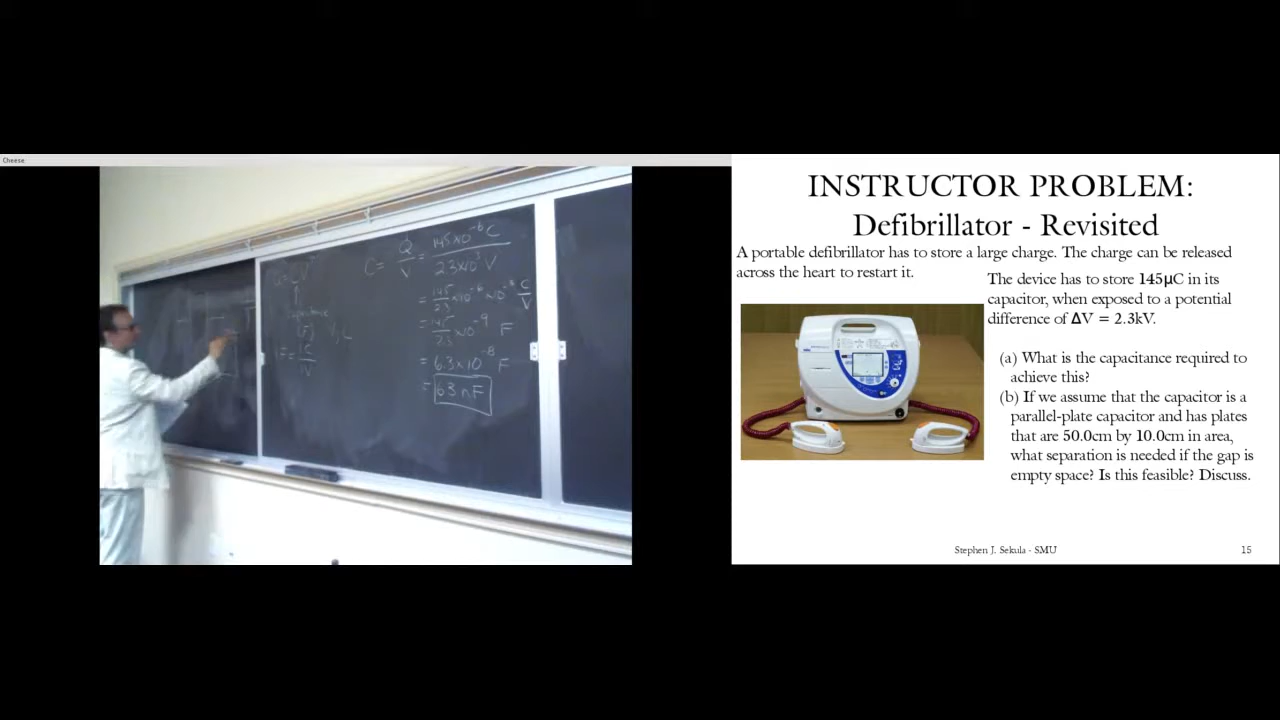 Cheese
C = Q/V = 145×10⁻⁶ C / 2.3×10³ V
= 145/2.3 ×10⁻⁶ ×10⁻³ C/V
= 145/2.3 ×10⁻⁹ F
= 6.3×10⁻⁸ F
= 63 nF
(F)
INSTRUCTOR PROBLEM:
Defibrillator - Revisited
A portable defibrillator has to store a large charge. The charge can be released
across the heart to restart it.
The device has to store 145μC in its
capacitor, when exposed to a potential
difference of ΔV = 2.3kV.
(a) What is the capacitance required to
achieve this?
(b) If we assume that the capacitor is a
parallel-plate capacitor and has plates
that are 50.0cm by 10.0cm in area,
what separation is needed if the gap is
empty space? Is this feasible? Discuss.
Stephen J. Sekula - SMU
15